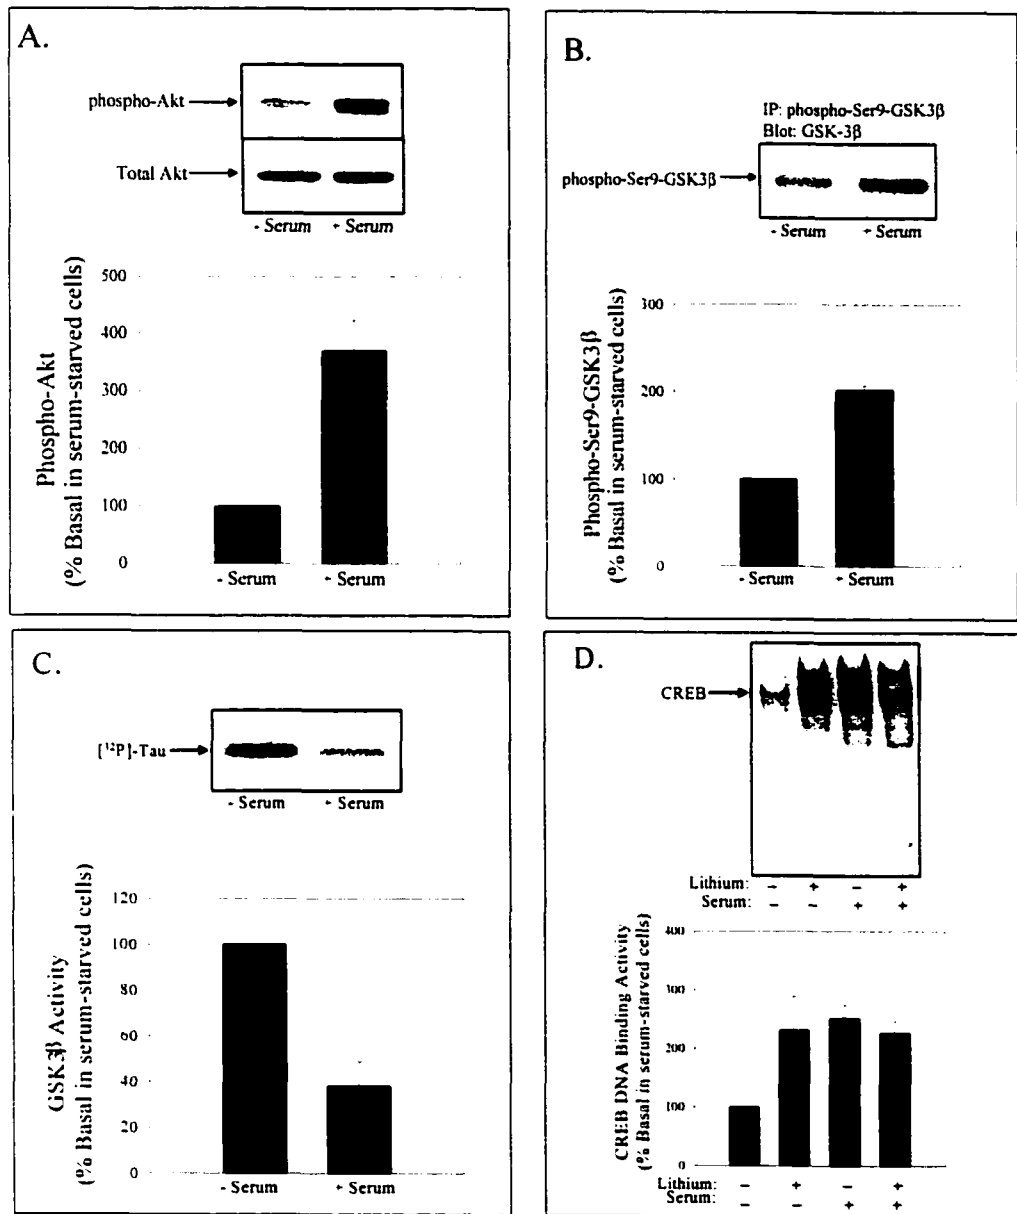 A.
phospho-Akt
Total Akt
- Serum + Serum
Phospho-Akt
(% Basal in serum-starved cells)
500
400
300
200
100
0
- Serum + Serum
B.
IP: phospho-Ser9-GSK3β
Blot: GSK-3β
phospho-Ser9-GSK3β
- Serum + Serum
Phospho-Ser9-GSK3β
(% Basal in serum-starved cells)
300
200
100
0
- Serum + Serum
C.
[³²P]-Tau
- Serum + Serum
GSK3β Activity
(% Basal in serum-starved cells)
120
100
80
60
40
20
0
- Serum + Serum
D.
CREB
Lithium: – + – +
Serum: – – + +
CREB DNA Binding Activity
(% Basal in serum-starved cells)
400
300
200
100
0
Lithium: – + – +
Serum: – – + +